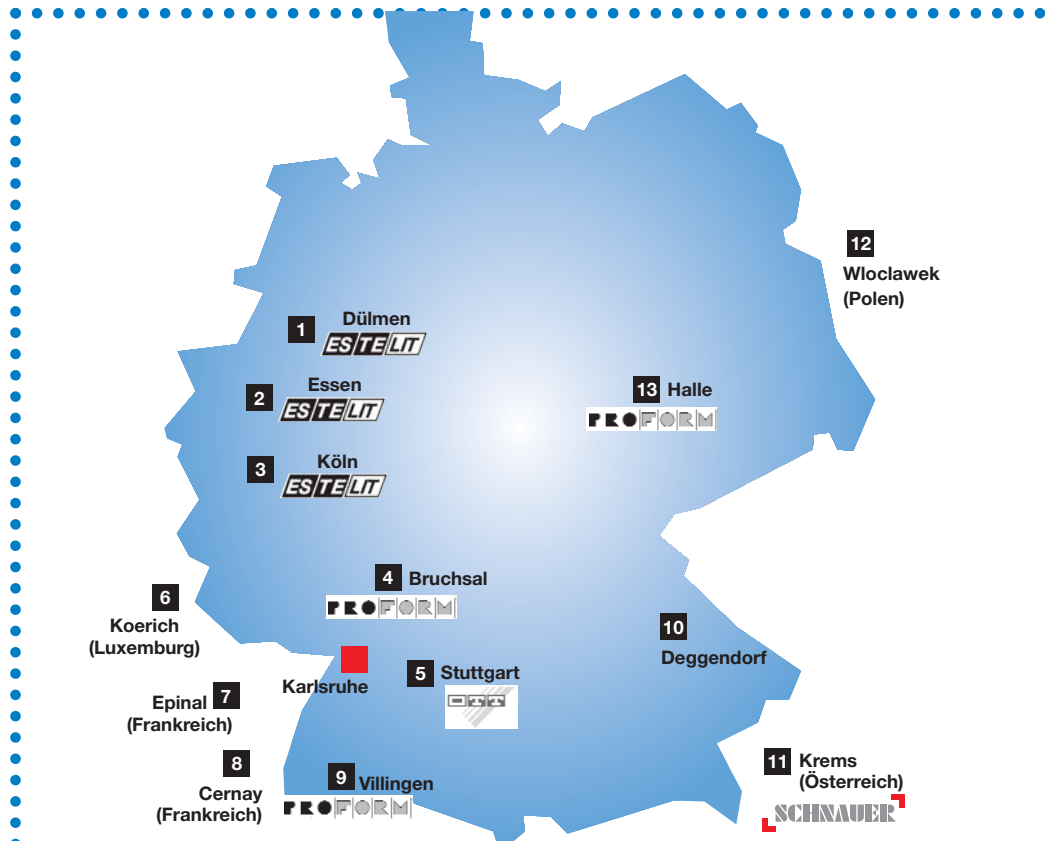 12
Wloclawek
(Polen)
1
Dülmen
ESTELIT
2
Essen
ESTELIT
13 Halle
PROFORM
3
Köln
ESTELIT
4 Bruchsal
PROFORM
6
Koerich
(Luxemburg)
10
Deggendorf
Karlsruhe
5 Stuttgart
Epinal 7
(Frankreich)
8
Cernay
(Frankreich)
9 Villingen
PROFORM
11 Krems
(Österreich)
SCHNAUER